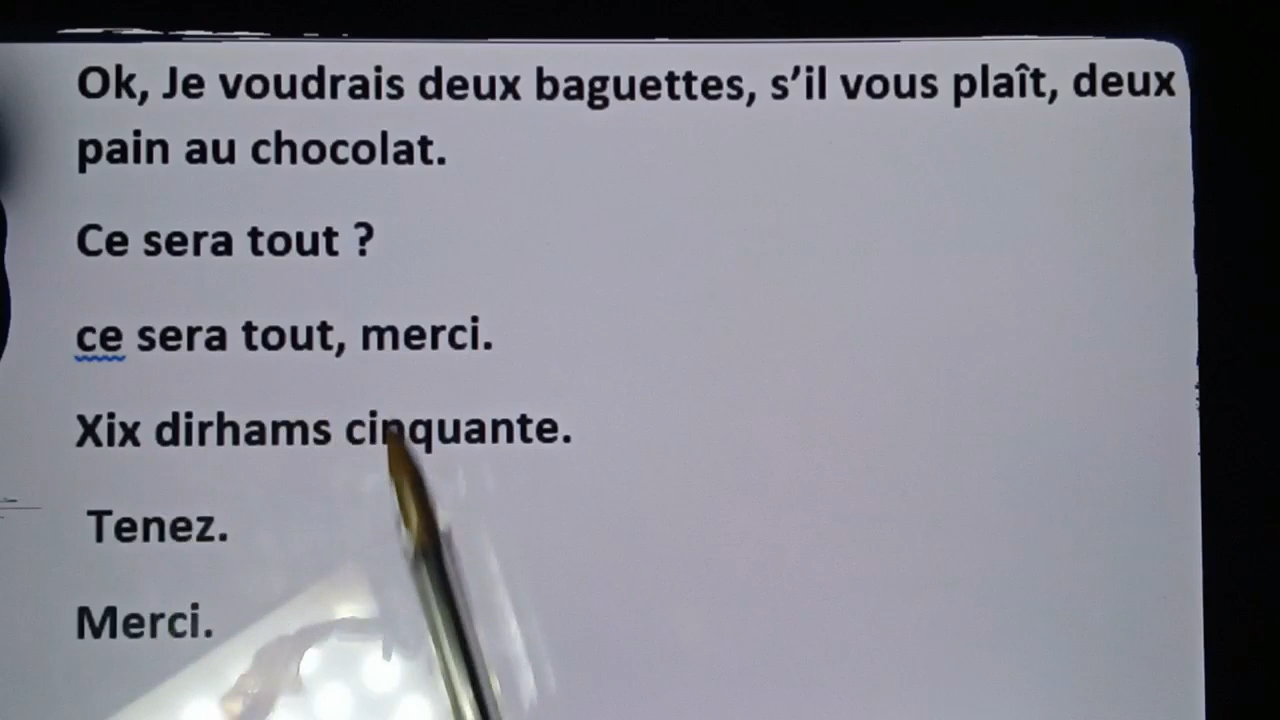 Ok, Je voudrais deux baguettes, s’il vous plaît, deux
pain au chocolat.
Ce sera tout ?
ce sera tout, merci.
Xix dirhams cinquante.
Tenez.
Merci.